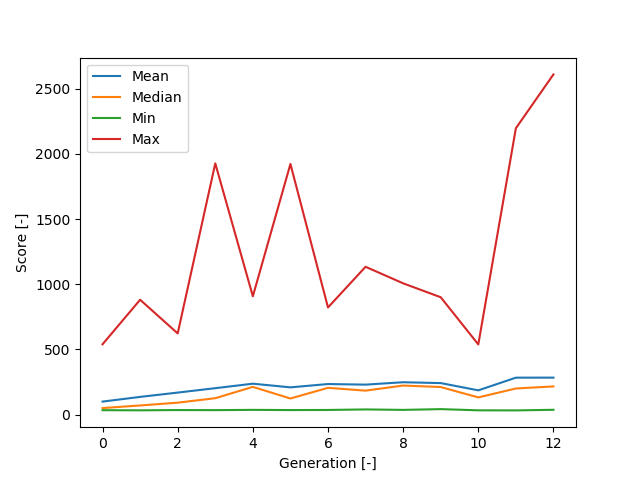 Mean
Median
Min
Max
2500
2000
1500
1000
500
0
Score [-]
0 2 4 6 8 10 12
Generation [-]